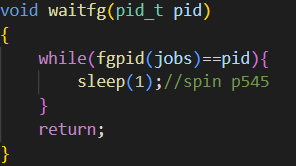 void waitfg(pid_t pid)
{
    while(fgpid(jobs)==pid){
        sleep(1);//spin p545
    }
    return;
}